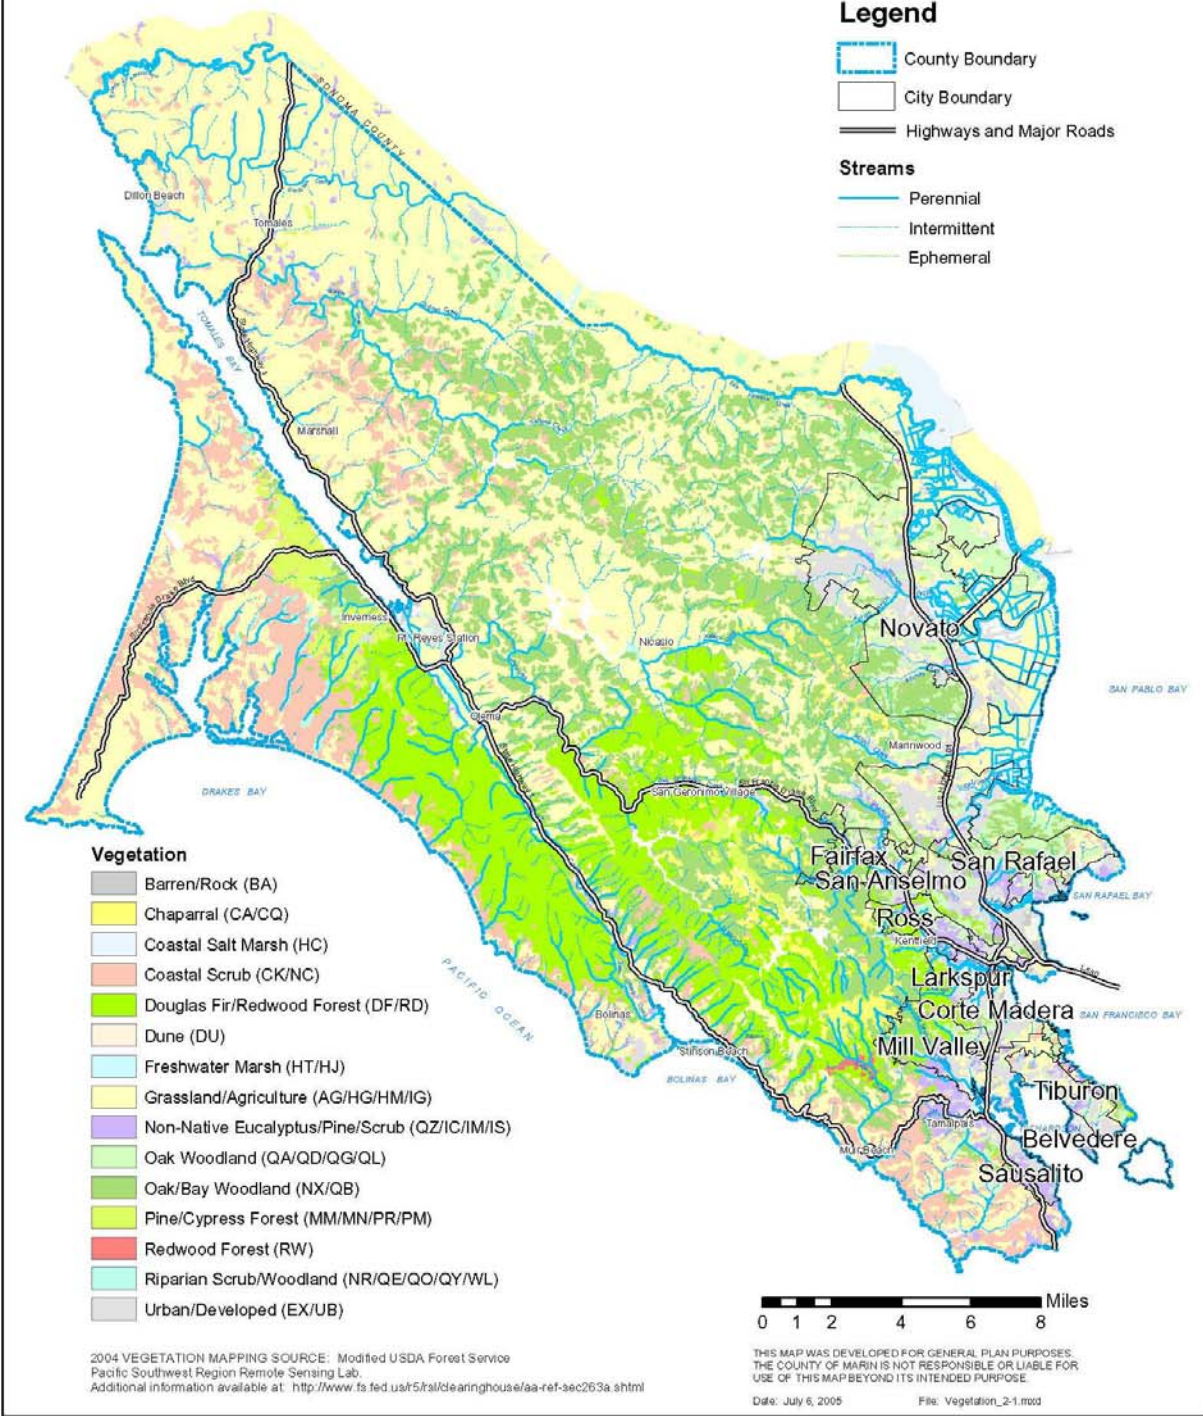 Legend
County Boundary
City Boundary
Highways and Major Roads
Streams
Perennial
Intermittent
Ephemeral
SONOMA COUNTY
Dillon Beach
Tomales
TOMALES BAY
Marshall
Inverness
Pt. Reyes Station
Nicasio
Novato
SAN PABLO BAY
Olema
Marinwood
DRAKES BAY
San Geronimo Village
Fairfax
San Rafael
San Anselmo
SAN RAFAEL BAY
Ross
Kentfield
Larkspur
PACIFIC OCEAN
Corte Madera
SAN FRANCISCO BAY
Bolinas
Mill Valley
Stinson Beach
BOLINAS BAY
Tiburon
Tamalpais
Belvedere
Muir Beach
Sausalito
Vegetation
Barren/Rock (BA)
Chaparral (CA/CQ)
Coastal Salt Marsh (HC)
Coastal Scrub (CK/NC)
Douglas Fir/Redwood Forest (DF/RD)
Dune (DU)
Freshwater Marsh (HT/HJ)
Grassland/Agriculture (AG/HG/HM/IG)
Non-Native Eucalyptus/Pine/Scrub (QZ/IC/IM/IS)
Oak Woodland (QA/QD/QG/QL)
Oak/Bay Woodland (NX/QB)
Pine/Cypress Forest (MM/MN/PR/PM)
Redwood Forest (RW)
Riparian Scrub/Woodland (NR/QE/QO/QY/WL)
Urban/Developed (EX/UB)
Miles
0 1 2 4 6 8
2004 VEGETATION MAPPING SOURCE: Modified USDA Forest Service
Pacific Southwest Region Remote Sensing Lab.
Additional information available at: http://www.fs.fed.us/r5/rsl/clearinghouse/aa-ref-sec263a.shtml
THIS MAP WAS DEVELOPED FOR GENERAL PLAN PURPOSES.
THE COUNTY OF MARIN IS NOT RESPONSIBLE OR LIABLE FOR
USE OF THIS MAP BEYOND ITS INTENDED PURPOSE.
Date: July 6, 2005 File: Vegetation_2-1.mxd